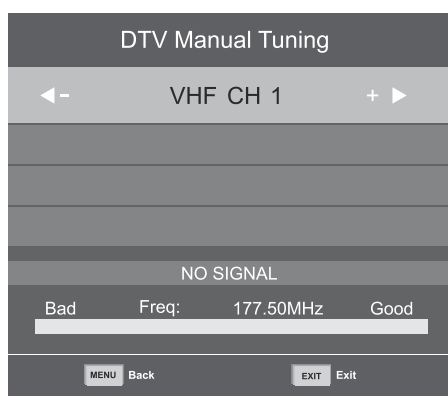 DTV Manual Tuning
- VHF CH 1 +
NO SIGNAL
Bad Freq: 177.50MHz Good
MENU Back EXIT Exit